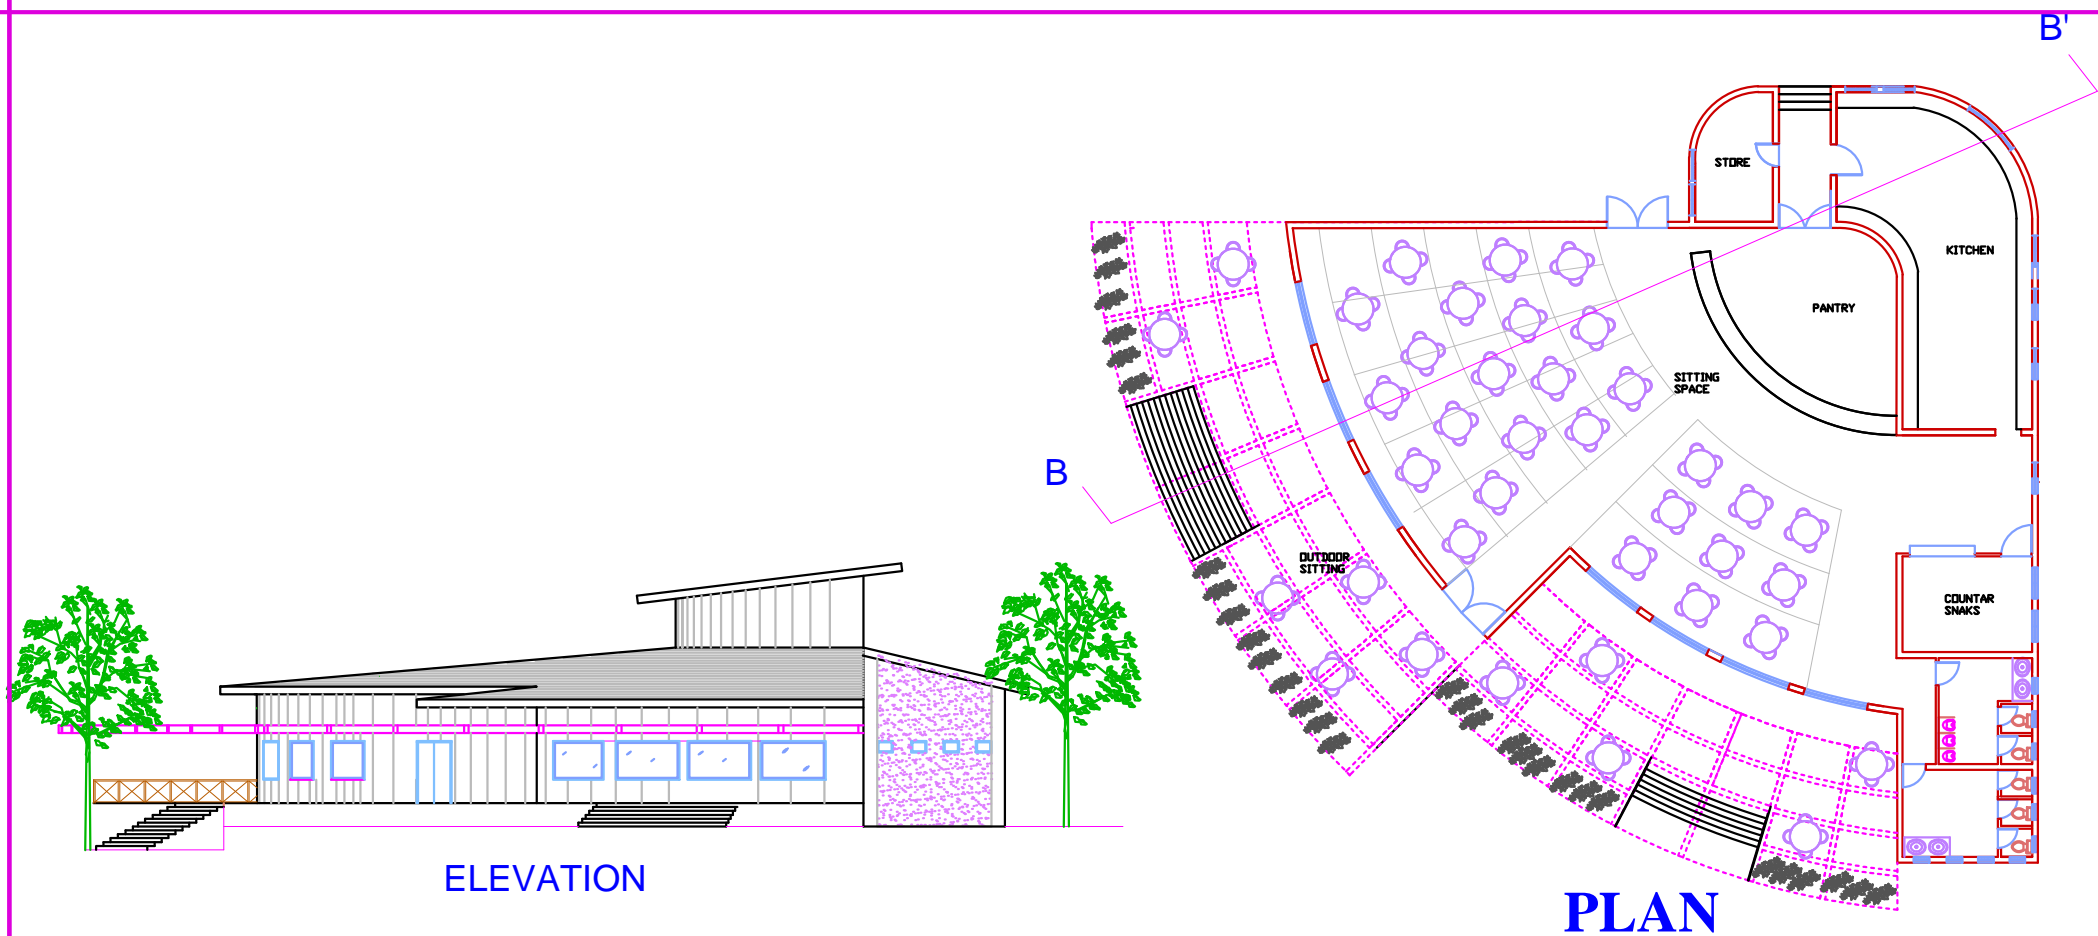 B'
STORE
KITCHEN
PANTRY
SITTING
SPACE
B
OUTDOOR
SITTING
COUNTAR
SNAKS
ELEVATION
PLAN